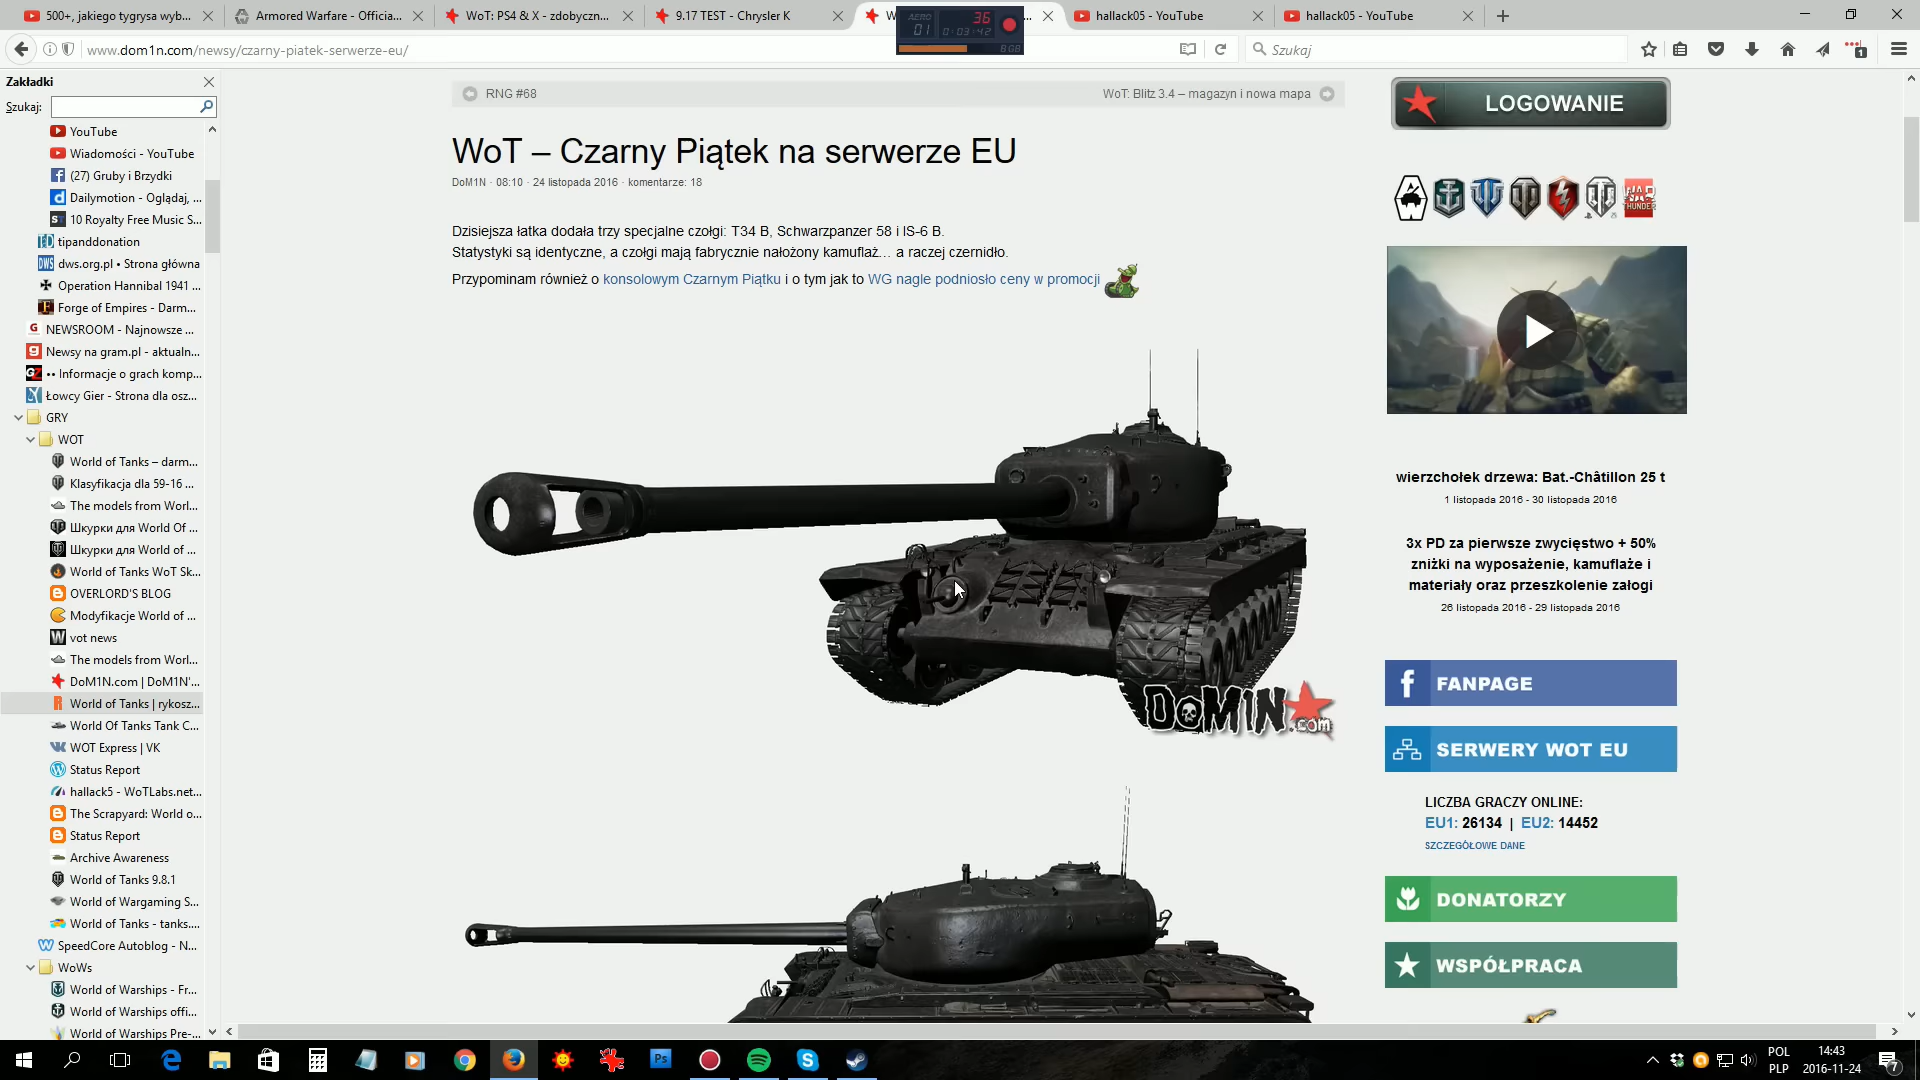 500+, jakiego tygrysa wyb...
Armored Warfare - Officia...
WoT: PS4 & X - zdobyczn...
9.17 TEST - Chrysler K
hallack05 - YouTube
hallack05 - YouTube
AERO
01
36
0:03:42
8GB
www.dom1n.com/newsy/czarny-piatek-serwerze-eu/
Szukaj
Zakładki
Szukaj:
YouTube
Wiadomości - YouTube
(27) Gruby i Brzydki
Dailymotion - Oglądaj, ...
10 Royalty Free Music S...
tipanddonation
dws.org.pl • Strona główna
Operation Hannibal 1941 ...
Forge of Empires - Darm...
NEWSROOM - Najnowsze ...
Newsy na gram.pl - aktualn...
•• Informacje o grach komp...
Łowcy Gier - Strona dla osz...
GRY
WOT
World of Tanks – darm...
Klasyfikacja dla 59-16 ...
The models from Worl...
Шкурки для World Of ...
Шкурки для World of ...
World of Tanks WoT Sk...
OVERLORD'S BLOG
Modyfikacje World of ...
vot news
The models from Worl...
DoM1N.com | DoM1N'...
World of Tanks | rykosz...
World Of Tanks Tank C...
WOT Express | VK
Status Report
hallack5 - WoTLabs.net...
The Scrapyard: World o...
Status Report
Archive Awareness
World of Tanks 9.8.1
World of Wargaming S...
World of Tanks - tanks....
SpeedCore Autoblog - N...
WoWs
World of Warships - Fr...
World of Warships offi...
World of Warships Pre-...
RNG #68
WoT: Blitz 3.4 – magazyn i nowa mapa
WoT – Czarny Piątek na serwerze EU
DoM1N · 08:10 · 24 listopada 2016 · komentarze: 18
Dzisiejsza łatka dodała trzy specjalne czołgi: T34 B, Schwarzpanzer 58 i IS-6 B.
Statystyki są identyczne, a czołgi mają fabrycznie nałożony kamuflaż... a raczej czernidło.
Przypominam również o konsolowym Czarnym Piątku i o tym jak to WG nagle podniosło ceny w promocji
DoM1N.com
LOGOWANIE
WAR THUNDER
wierzchołek drzewa: Bat.-Châtillon 25 t
1 listopada 2016 - 30 listopada 2016
3x PD za pierwsze zwycięstwo + 50%
zniżki na wyposażenie, kamuflaże i
materiały oraz przeszkolenie załogi
26 listopada 2016 - 29 listopada 2016
FANPAGE
SERWERY WOT EU
LICZBA GRACZY ONLINE:
EU1: 26134 | EU2: 14452
SZCZEGÓŁOWE DANE
DONATORZY
WSPÓŁPRACA
POL
PLP
14:43
2016-11-24
7